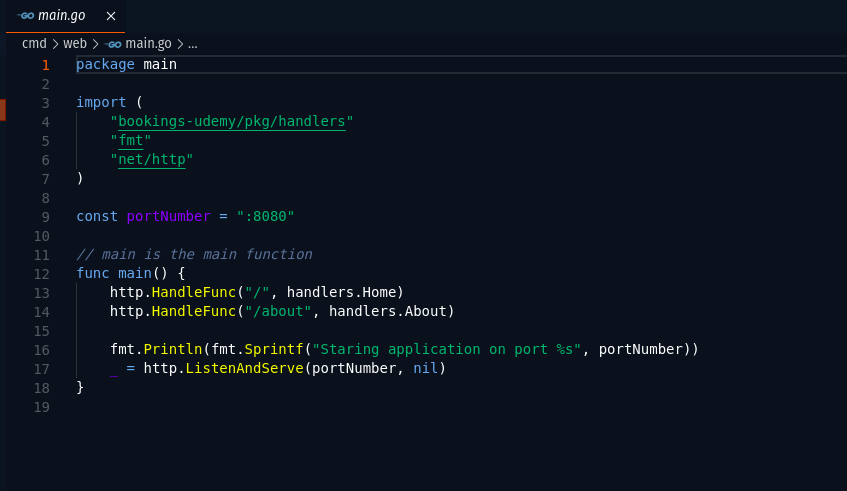 GO main.go ×
cmd > web > GO main.go > ...
1 package main
2
3 import (
4     "bookings-udemy/pkg/handlers"
5     "fmt"
6     "net/http"
7 )
8
9 const portNumber = ":8080"
10
11 // main is the main function
12 func main() {
13     http.HandleFunc("/", handlers.Home)
14     http.HandleFunc("/about", handlers.About)
15
16     fmt.Println(fmt.Sprintf("Staring application on port %s", portNumber))
17     _ = http.ListenAndServe(portNumber, nil)
18 }
19